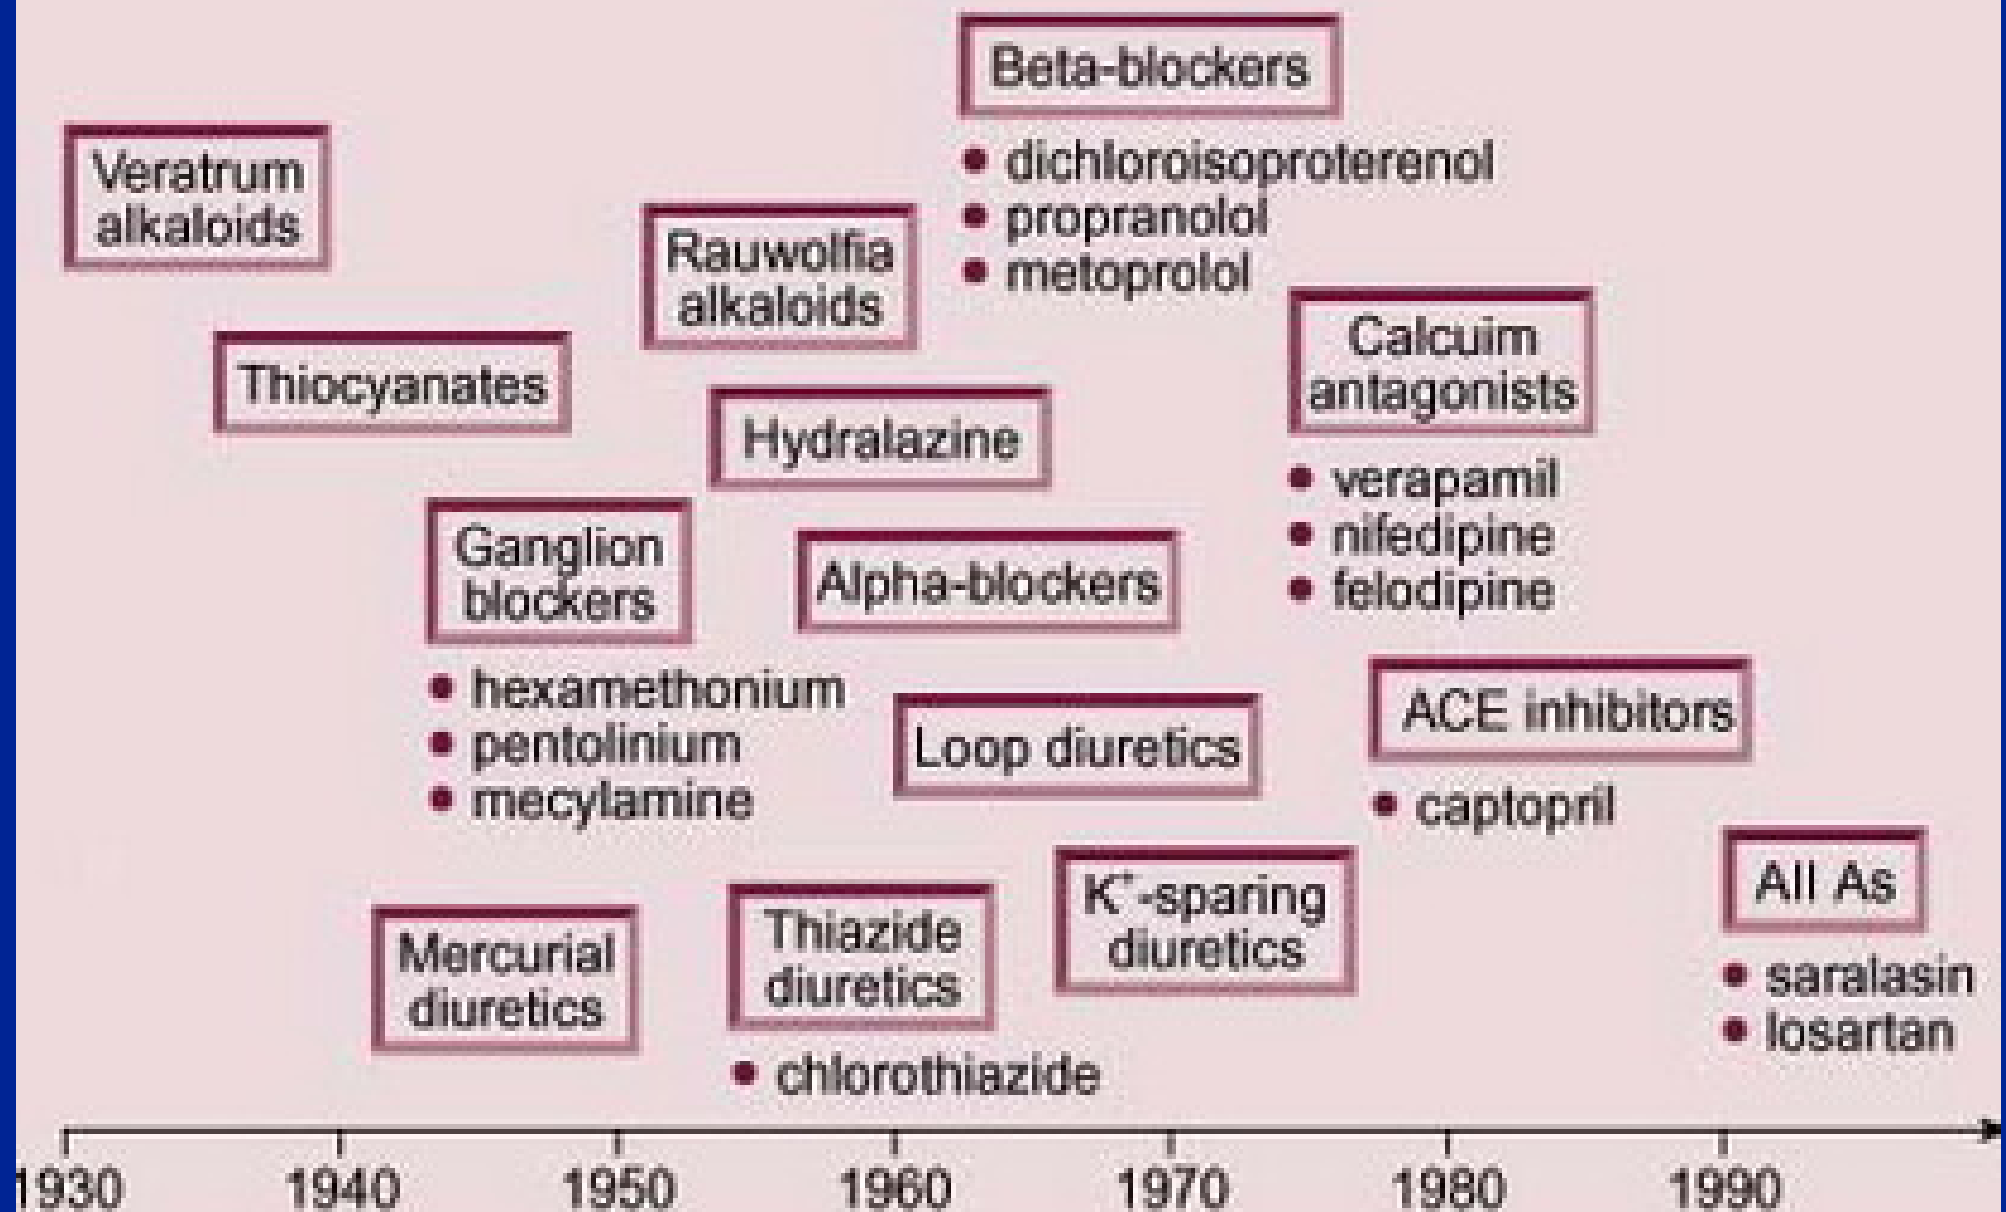 Beta-blockers
• dichloroisoproterenol
• propranolol
• metoprolol
Veratrum
alkaloids
Rauwolfia
alkaloids
Thiocyanates
Calcuim
antagonists
• verapamil
• nifedipine
• felodipine
Hydralazine
Ganglion
blockers
• hexamethonium
• pentolinium
• mecylamine
Alpha-blockers
Loop diuretics
ACE inhibitors
• captopril
Mercurial
diuretics
Thiazide
diuretics
• chlorothiazide
K⁺-sparing
diuretics
AII As
• saralasin
• losartan
1930 1940 1950 1960 1970 1980 1990